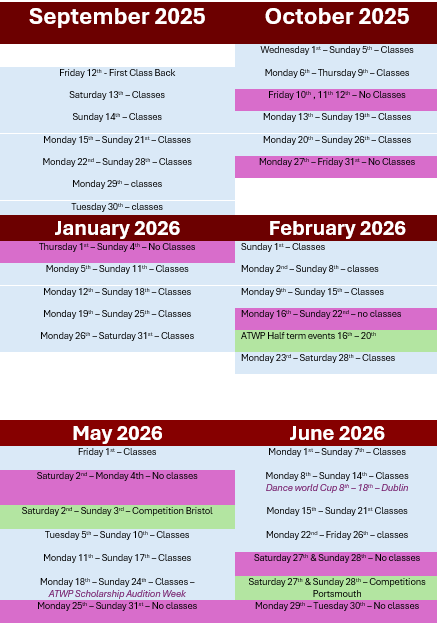 September 2025
Friday 12th - First Class Back
Saturday 13th – Classes
Sunday 14th – Classes
Monday 15th – Sunday 21st – Classes
Monday 22nd – Sunday 28th – Classes
Monday 29th – classes
Tuesday 30th – classes
October 2025
Wednesday 1st – Sunday 5th – Classes
Monday 6th – Thursday 9th - Classes
Friday 10th , 11th 12th – No Classes
Monday 13th – Sunday 19th – Classes
Monday 20th – Sunday 26th – Classes
Monday 27th – Friday 31st – No Classes
January 2026
Thursday 1st – Sunday 4th – No Classes
Monday 5th – Sunday 11th – Classes
Monday 12th – Sunday 18th – Classes
Monday 19th – Sunday 25th – Classes
Monday 26th – Saturday 31st – Classes
February 2026
Sunday 1st – Classes
Monday 2nd – Sunday 8th – classes
Monday 9th – Sunday 15th – Classes
Monday 16th – Sunday 22nd – no classes
ATWP Half term events 16th – 20th
Monday 23rd – Saturday 28th – Classes
May 2026
Friday 1st – Classes
Saturday 2nd – Monday 4th – No classes
Saturday 2nd – Sunday 3rd – Competition Bristol
Tuesday 5th – Sunday 10th – Classes
Monday 11th – Sunday 17th – Classes
Monday 18th – Sunday 24th – Classes –
ATWP Scholarship Audition Week
Monday 25th – Sunday 31st – No classes
June 2026
Monday 1st – Sunday 7th – Classes
Monday 8th – Sunday 14th – Classes
Dance world Cup 8th – 18th – Dublin
Monday 15th – Sunday 21st Classes
Monday 22nd – Friday 26th – classes
Saturday 27th & Sunday 28th – No classes
Saturday 27th & Sunday 28th – Competitions
Portsmouth
Monday 29th – Tuesday 30th – No classes